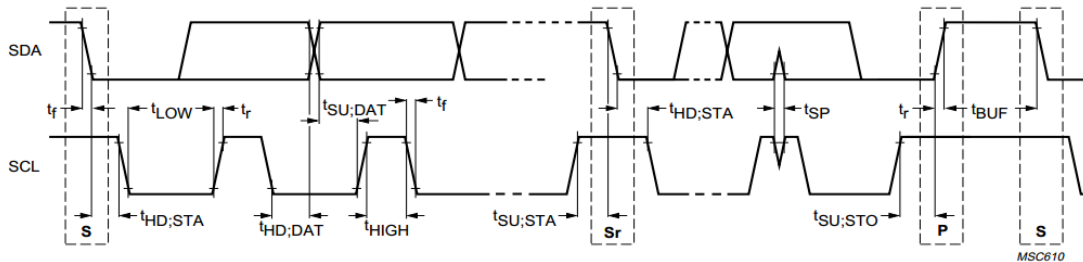 SDA
tf tLOW tr tSU;DAT tf tHD;STA tSP tr tBUF
SCL
tHD;STA tHD;DAT tHIGH tSU;STA tSU;STO
S Sr P S
MSC610